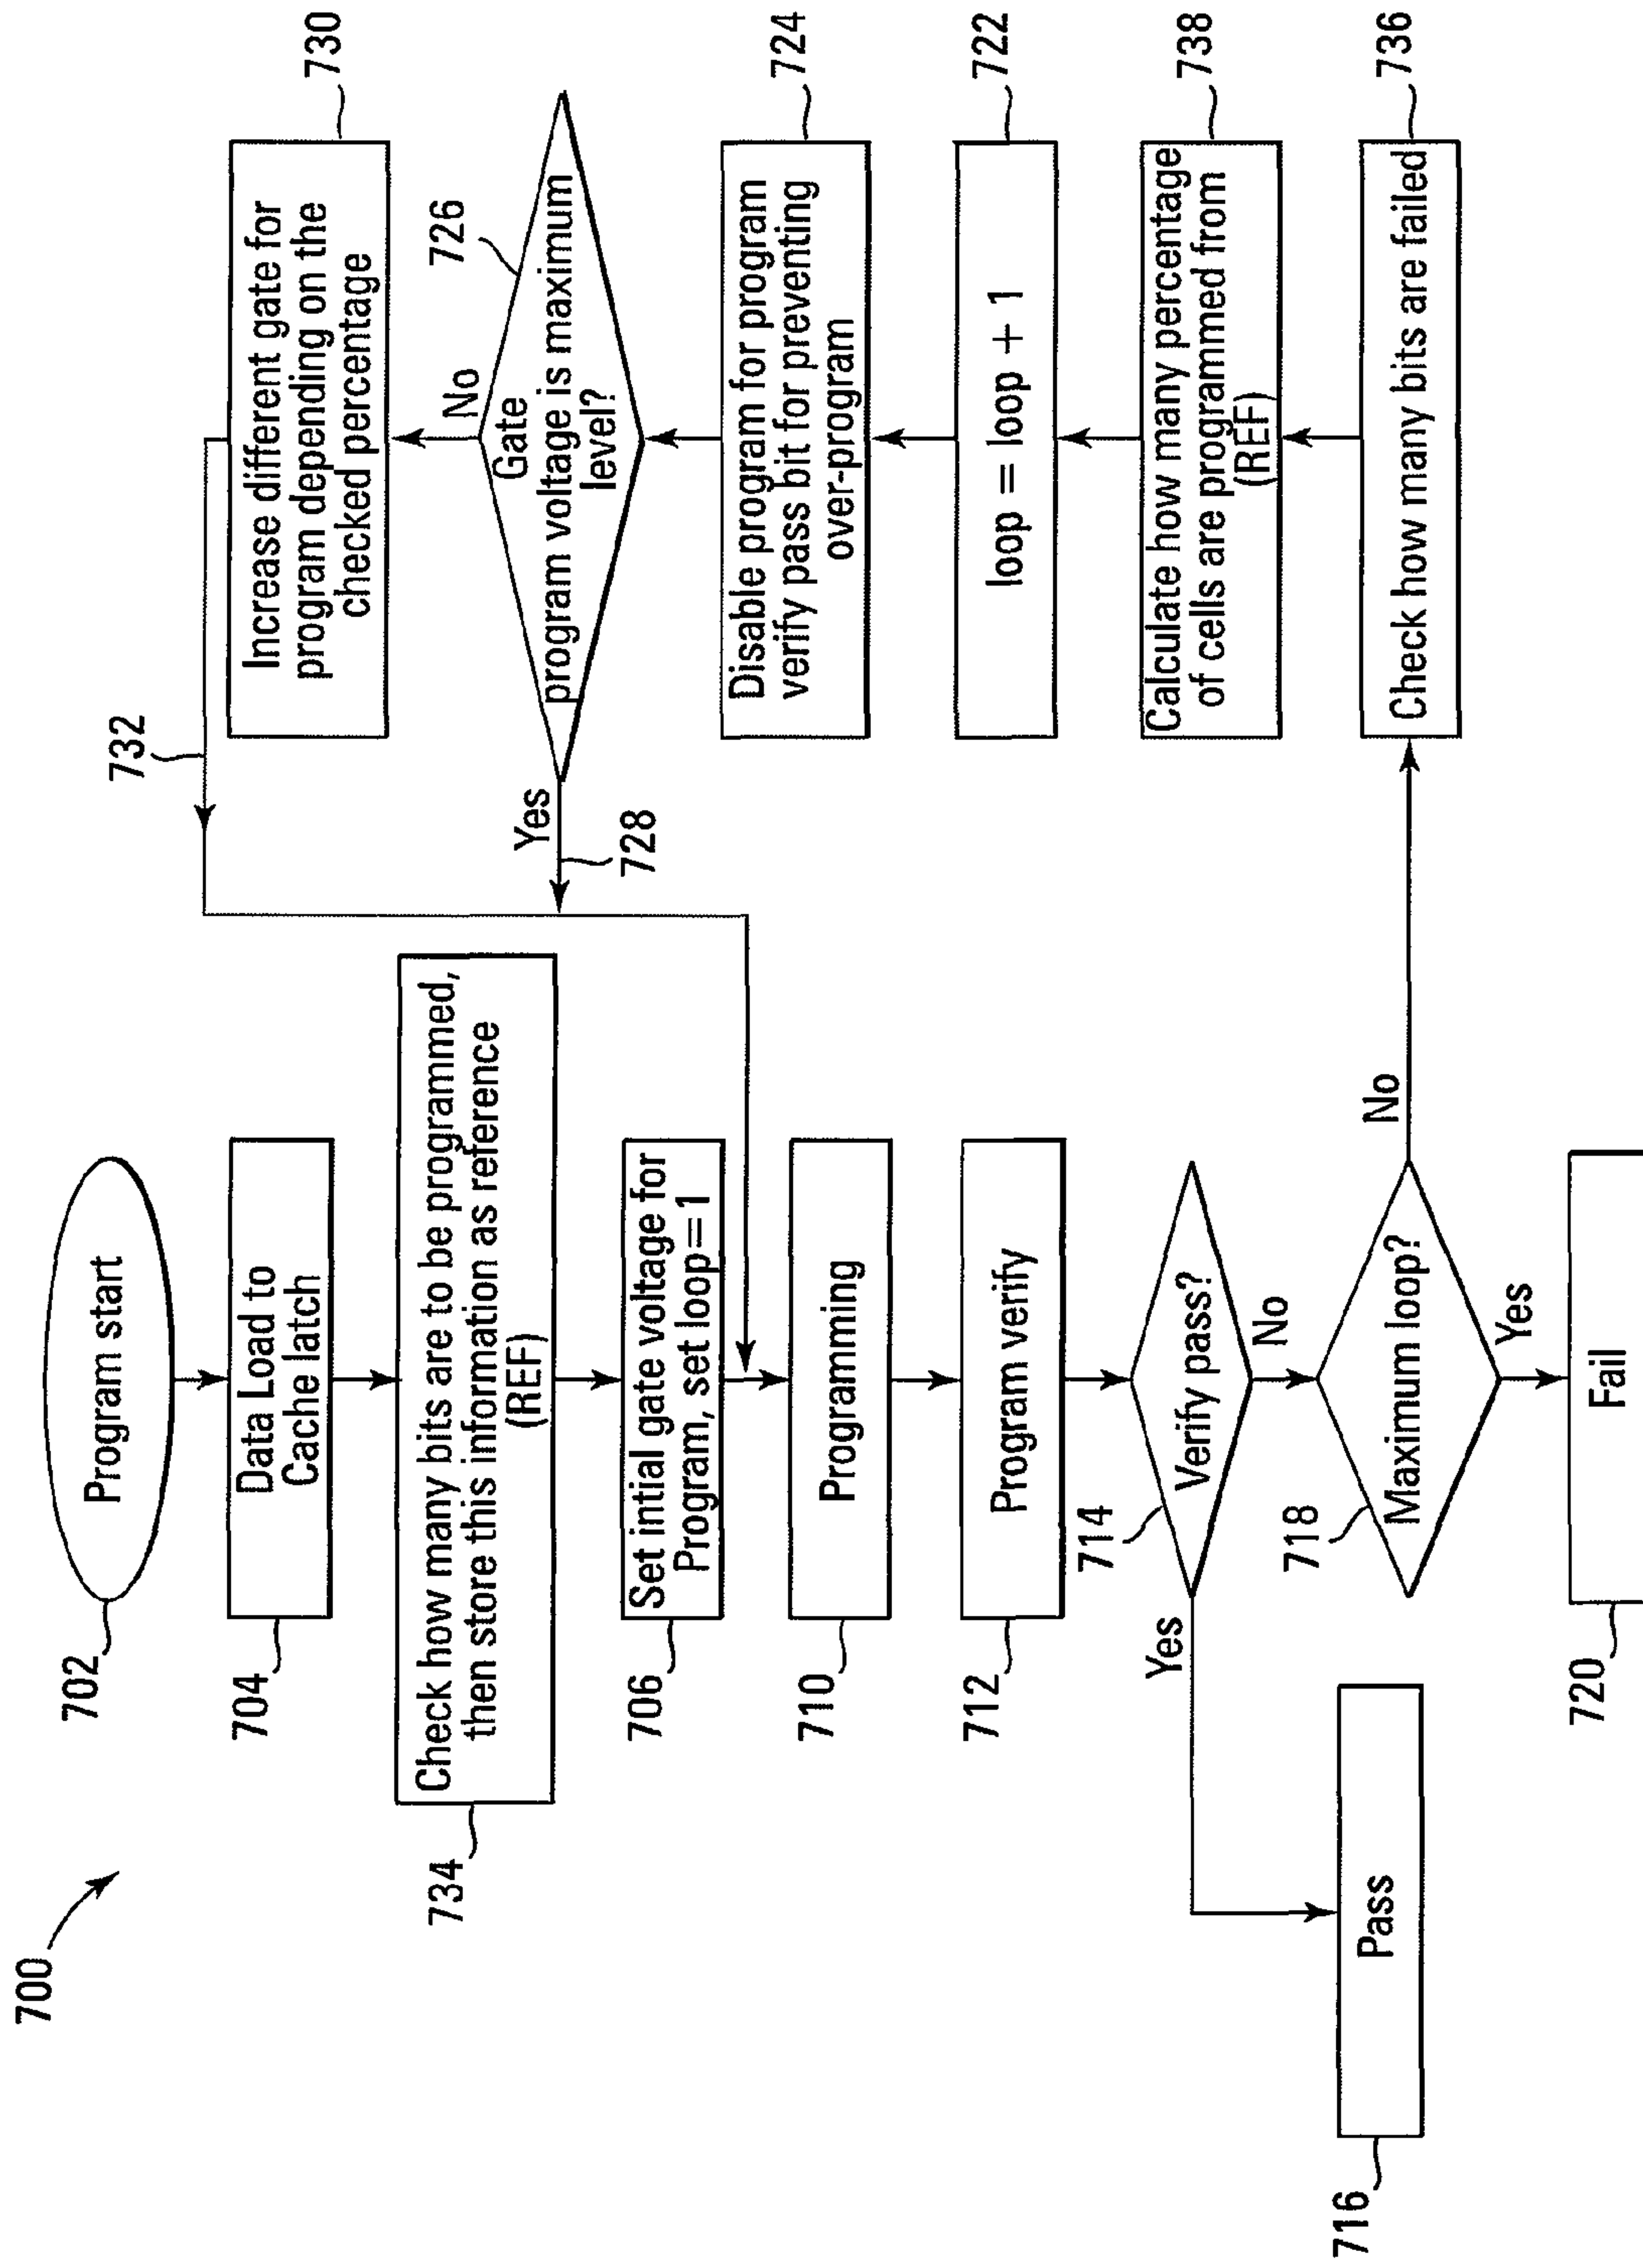 700
702
Program start
704
Data Load to
Cache latch
734
Check how many bits are to be programmed,
then store this information as reference
(REF)
706
Set intial gate voltage for
Program, set loop=1
710
Programming
712
Program verify
714
Verify pass?
Yes
No
716
Pass
718
Maximum loop?
No
Yes
720
Fail
736
Check how many bits are failed
738
Calculate how many percentage
of cells are programmed from
(REF)
722
loop = loop + 1
724
Disable program for program
verify pass bit for preventing
over-program
726
Gate
program voltage is maximum
level?
Yes
728
No
730
Increase different gate for
program depending on the
checked percentage
732